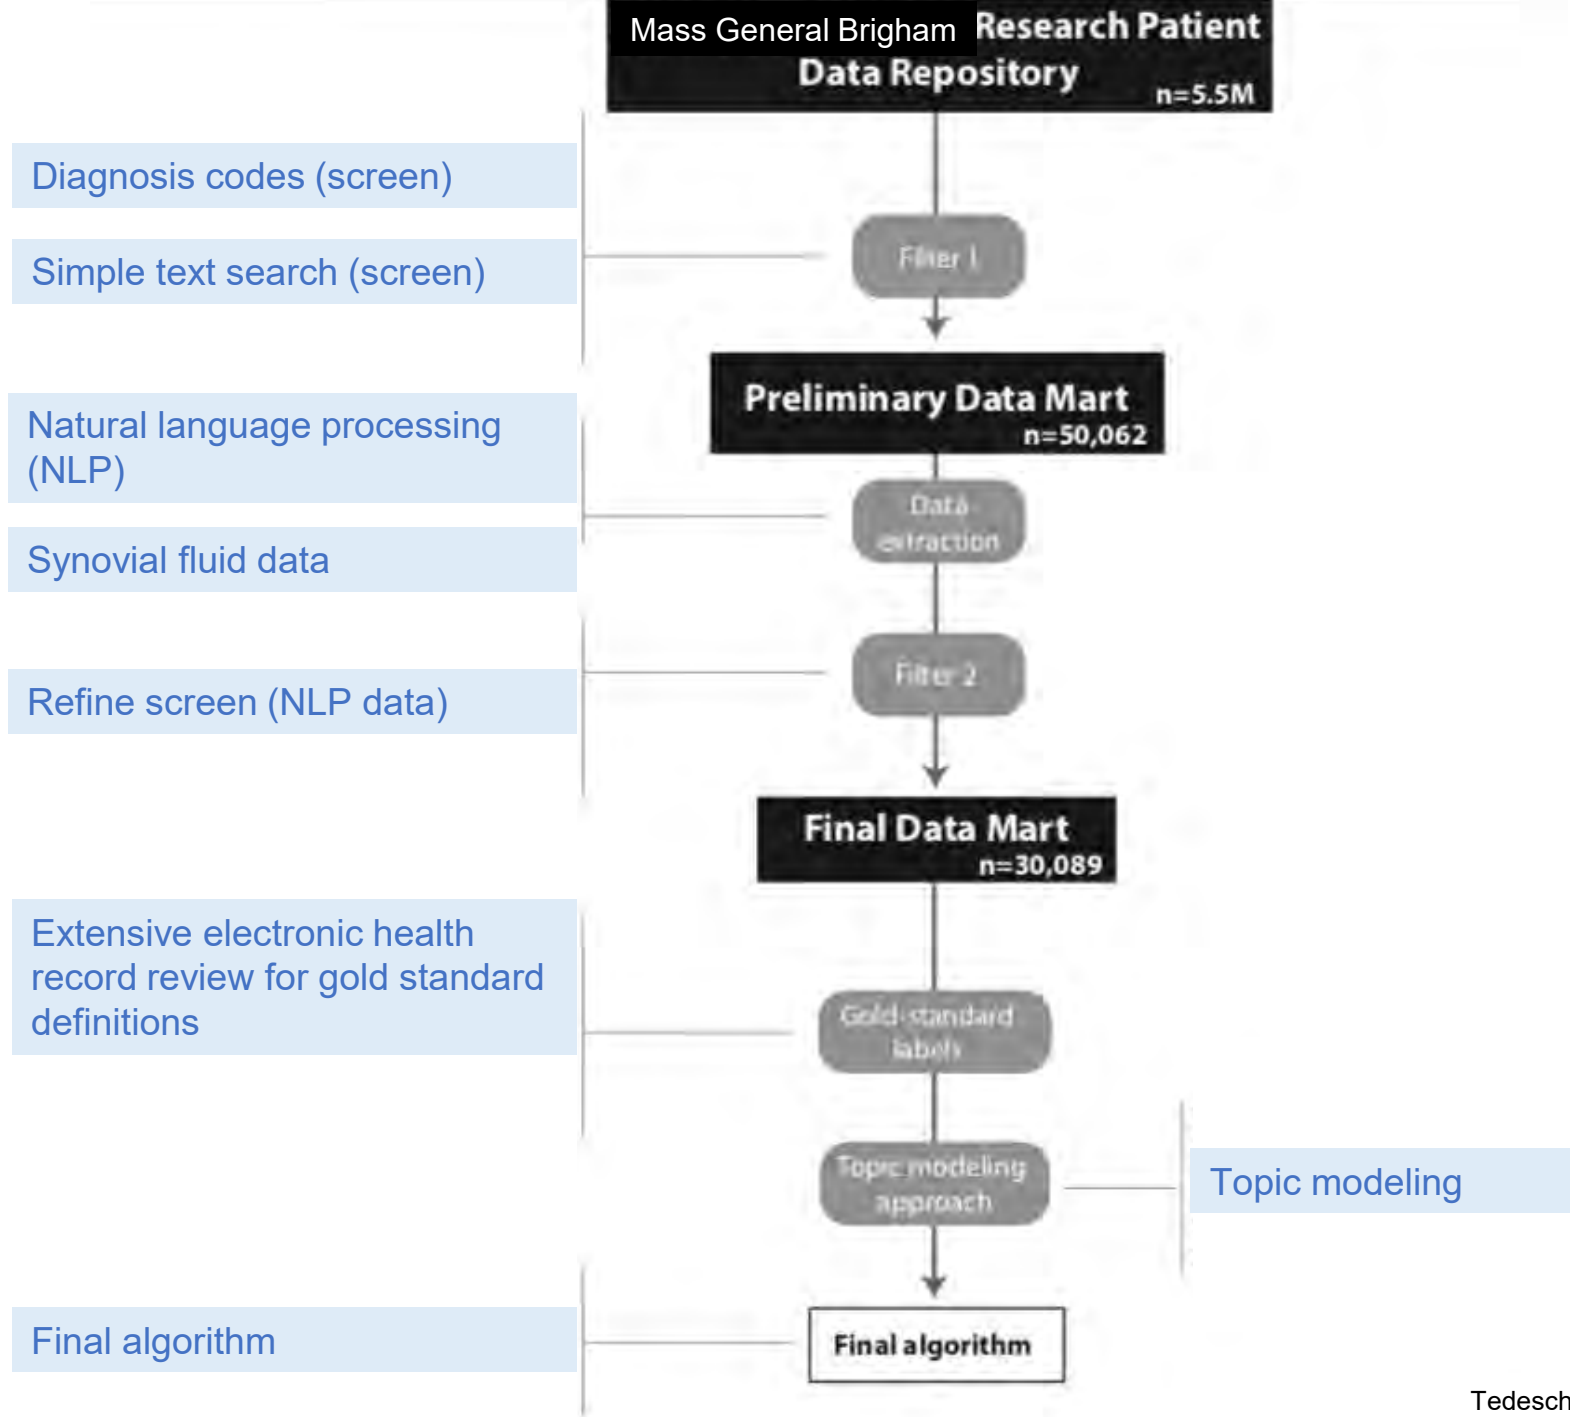 Mass General Brigham Research Patient
Data Repository
n=5.5M
Diagnosis codes (screen)
Simple text search (screen)
Filter 1
Preliminary Data Mart
n=50,062
Natural language processing
(NLP)
Data
extraction
Synovial fluid data
Filter 2
Refine screen (NLP data)
Final Data Mart
n=30,089
Extensive electronic health
record review for gold standard
definitions
Gold-standard
labels
Topic modeling
approach
Topic modeling
Final algorithm
Final algorithm
Tedesch